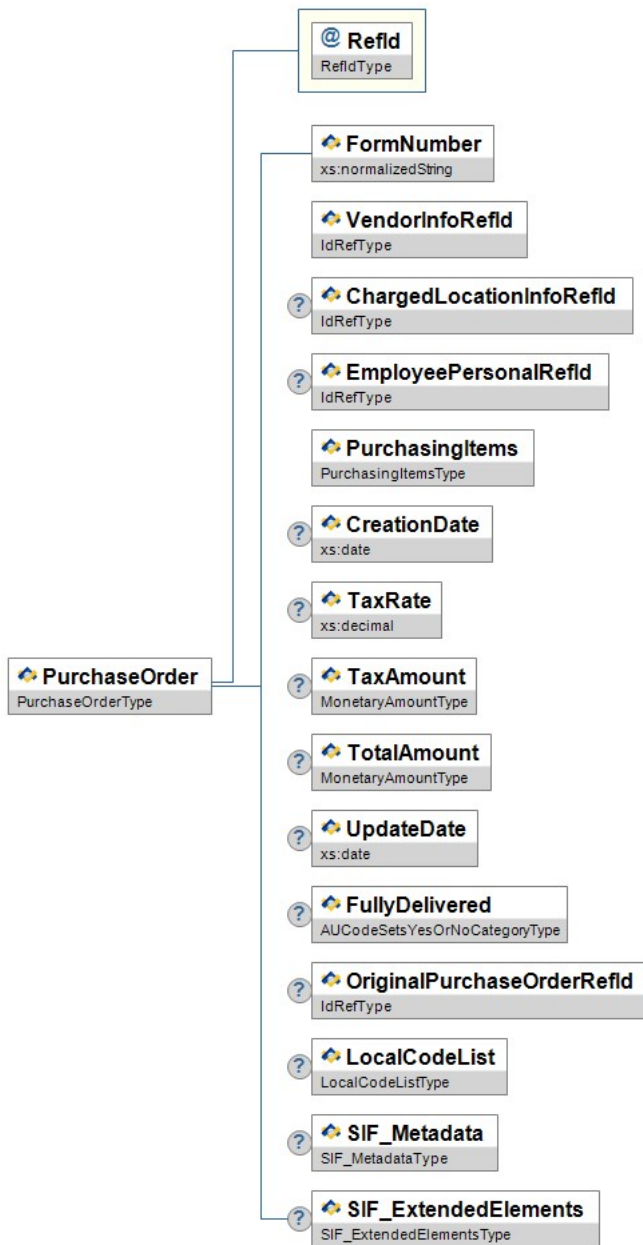 @ RefId
RefIdType
FormNumber
xs:normalizedString
VendorInfoRefId
IdRefType
? ChargedLocationInfoRefId
IdRefType
? EmployeePersonalRefId
IdRefType
PurchasingItems
PurchasingItemsType
? CreationDate
xs:date
? TaxRate
xs:decimal
PurchaseOrder
PurchaseOrderType
? TaxAmount
MonetaryAmountType
? TotalAmount
MonetaryAmountType
? UpdateDate
xs:date
? FullyDelivered
AUCodeSetsYesOrNoCategoryType
? OriginalPurchaseOrderRefId
IdRefType
? LocalCodeList
LocalCodeListType
? SIF_Metadata
SIF_MetadataType
? SIF_ExtendedElements
SIF_ExtendedElementsType